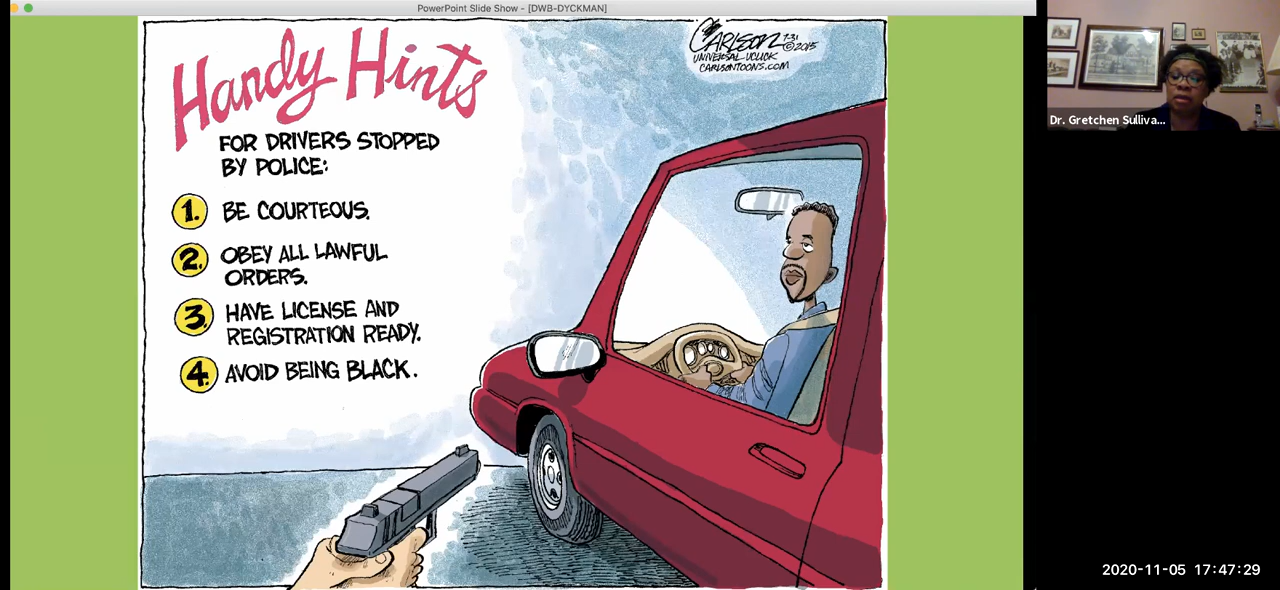 PowerPoint Slide Show - [DWB-DYCKMAN]
Handy Hints
FOR DRIVERS STOPPED
BY POLICE:
1. BE COURTEOUS.
2. OBEY ALL LAWFUL
ORDERS.
3. HAVE LICENSE AND
REGISTRATION READY.
4. AVOID BEING BLACK.
CARLSON 7-31
©2015
UNIVERSAL UCLICK
CARLSONTOONS.COM
Dr. Gretchen Sulliva...
2020-11-05 17:47:29